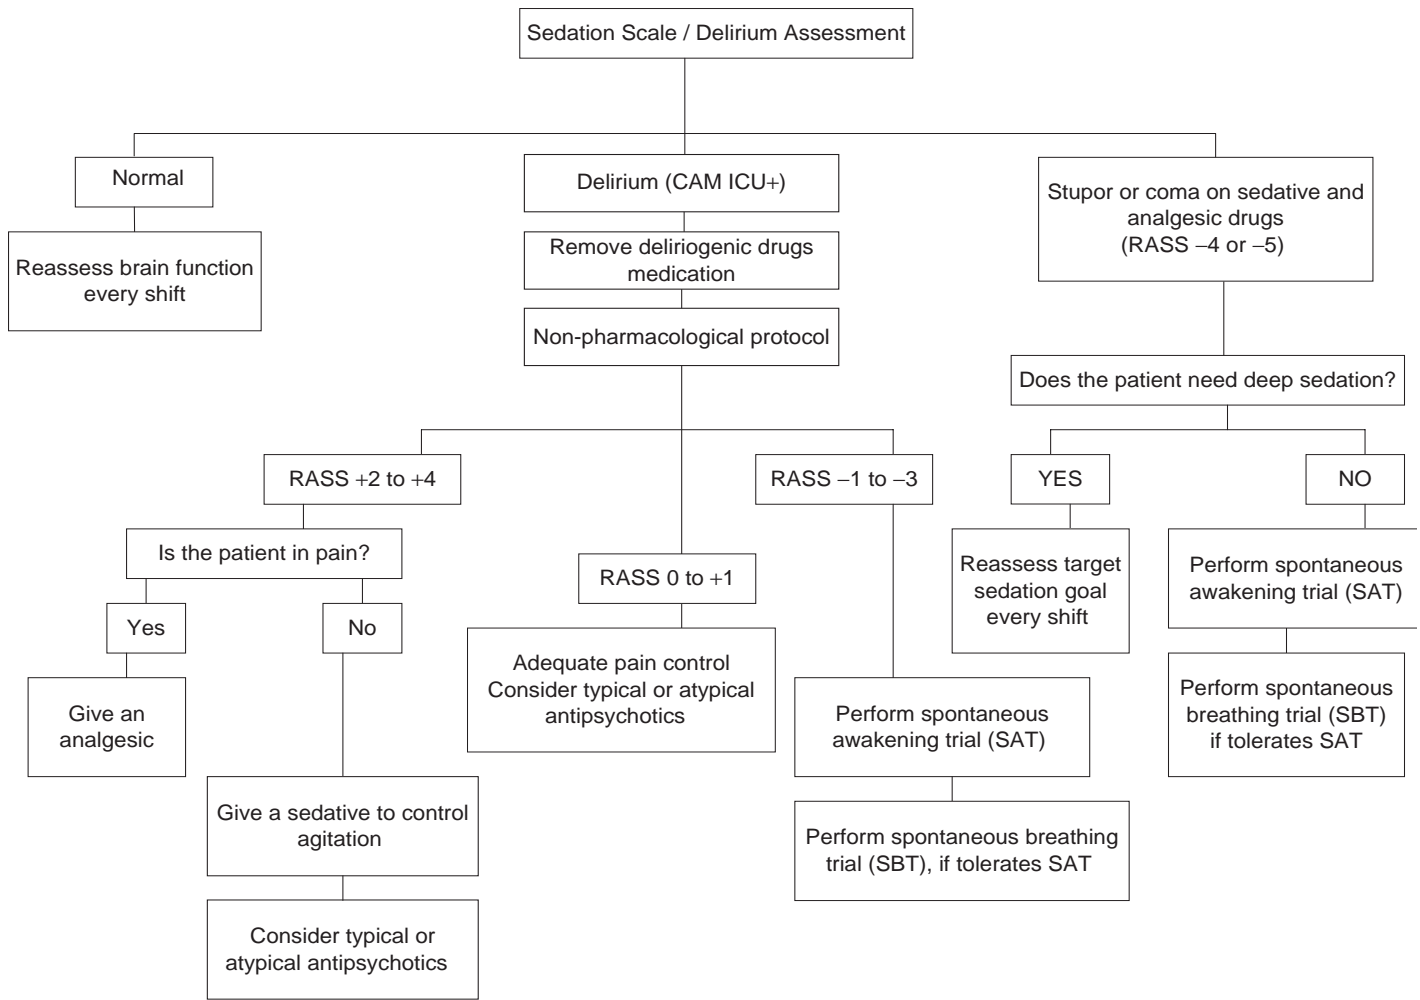 Sedation Scale / Delirium Assessment
Normal
Reassess brain function
every shift
Delirium (CAM ICU+)
Remove deliriogenic drugs
medication
Non-pharmacological protocol
Stupor or coma on sedative and
analgesic drugs
(RASS −4 or −5)
Does the patient need deep sedation?
RASS +2 to +4
Is the patient in pain?
Yes
Give an
analgesic
No
Give a sedative to control
agitation
Consider typical or
atypical antipsychotics
RASS 0 to +1
Adequate pain control
Consider typical or atypical
antipsychotics
RASS −1 to −3
Perform spontaneous
awakening trial (SAT)
Perform spontaneous breathing
trial (SBT), if tolerates SAT
YES
Reassess target
sedation goal
every shift
NO
Perform spontaneous
awakening trial (SAT)
Perform spontaneous
breathing trial (SBT)
if tolerates SAT